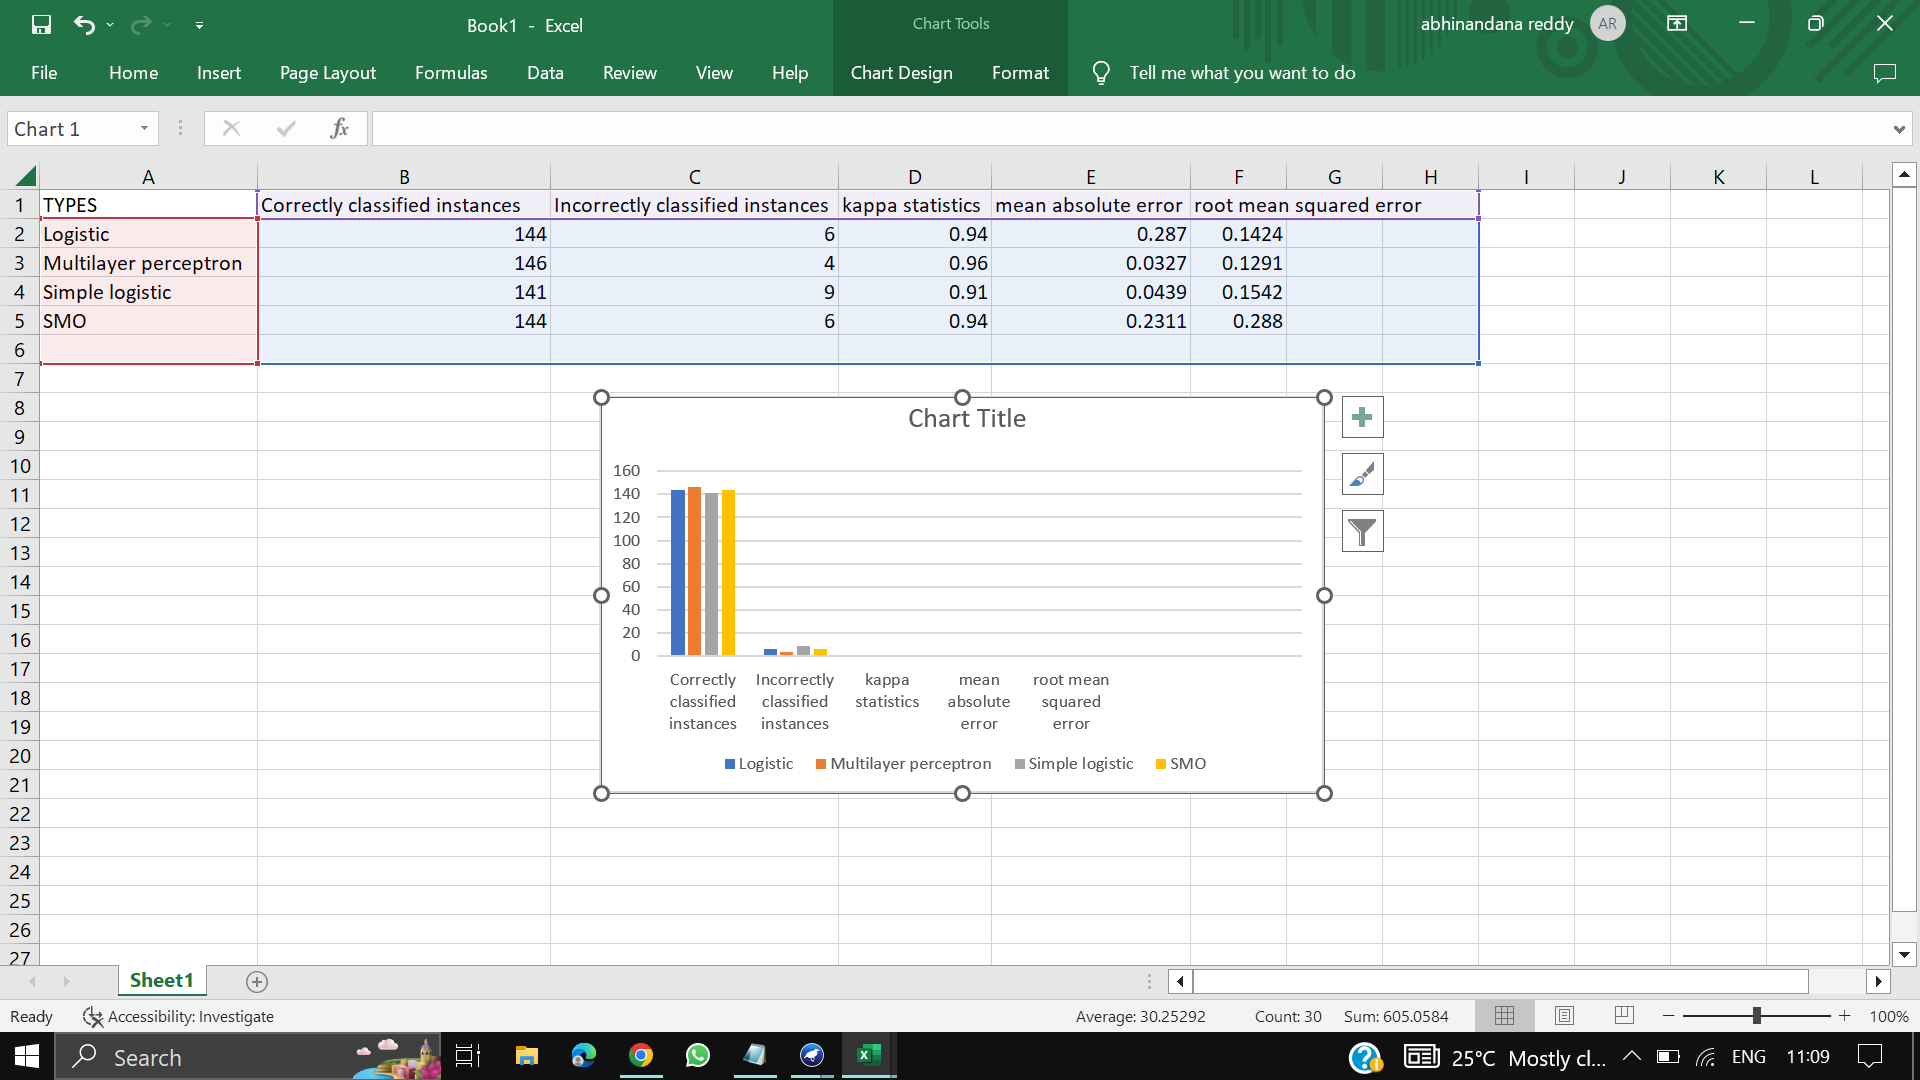 Book1 - Excel
Chart Tools
abhinandana reddy AR
File Home Insert Page Layout Formulas Data Review View Help Chart Design Format Tell me what you want to do
Chart 1 fx
A B C D E F G H I J K L
1 TYPES Correctly classified instances Incorrectly classified instances kappa statistics mean absolute error root mean squared error
2 Logistic 144 6 0.94 0.287 0.1424
3 Multilayer perceptron 146 4 0.96 0.0327 0.1291
4 Simple logistic 141 9 0.91 0.0439 0.1542
5 SMO 144 6 0.94 0.2311 0.288
6
7
8
9
10
11
12
13
14
15
16
17
18
19
20
21
22
23
24
25
26
27
Chart Title
160
140
120
100
80
60
40
20
0
Correctly Incorrectly kappa mean root mean
classified classified statistics absolute squared
instances instances error error
Logistic Multilayer perceptron Simple logistic SMO
Sheet1
Ready Accessibility: Investigate Average: 30.25292 Count: 30 Sum: 605.0584 100%
Search 25°C Mostly cl... ENG 11:09